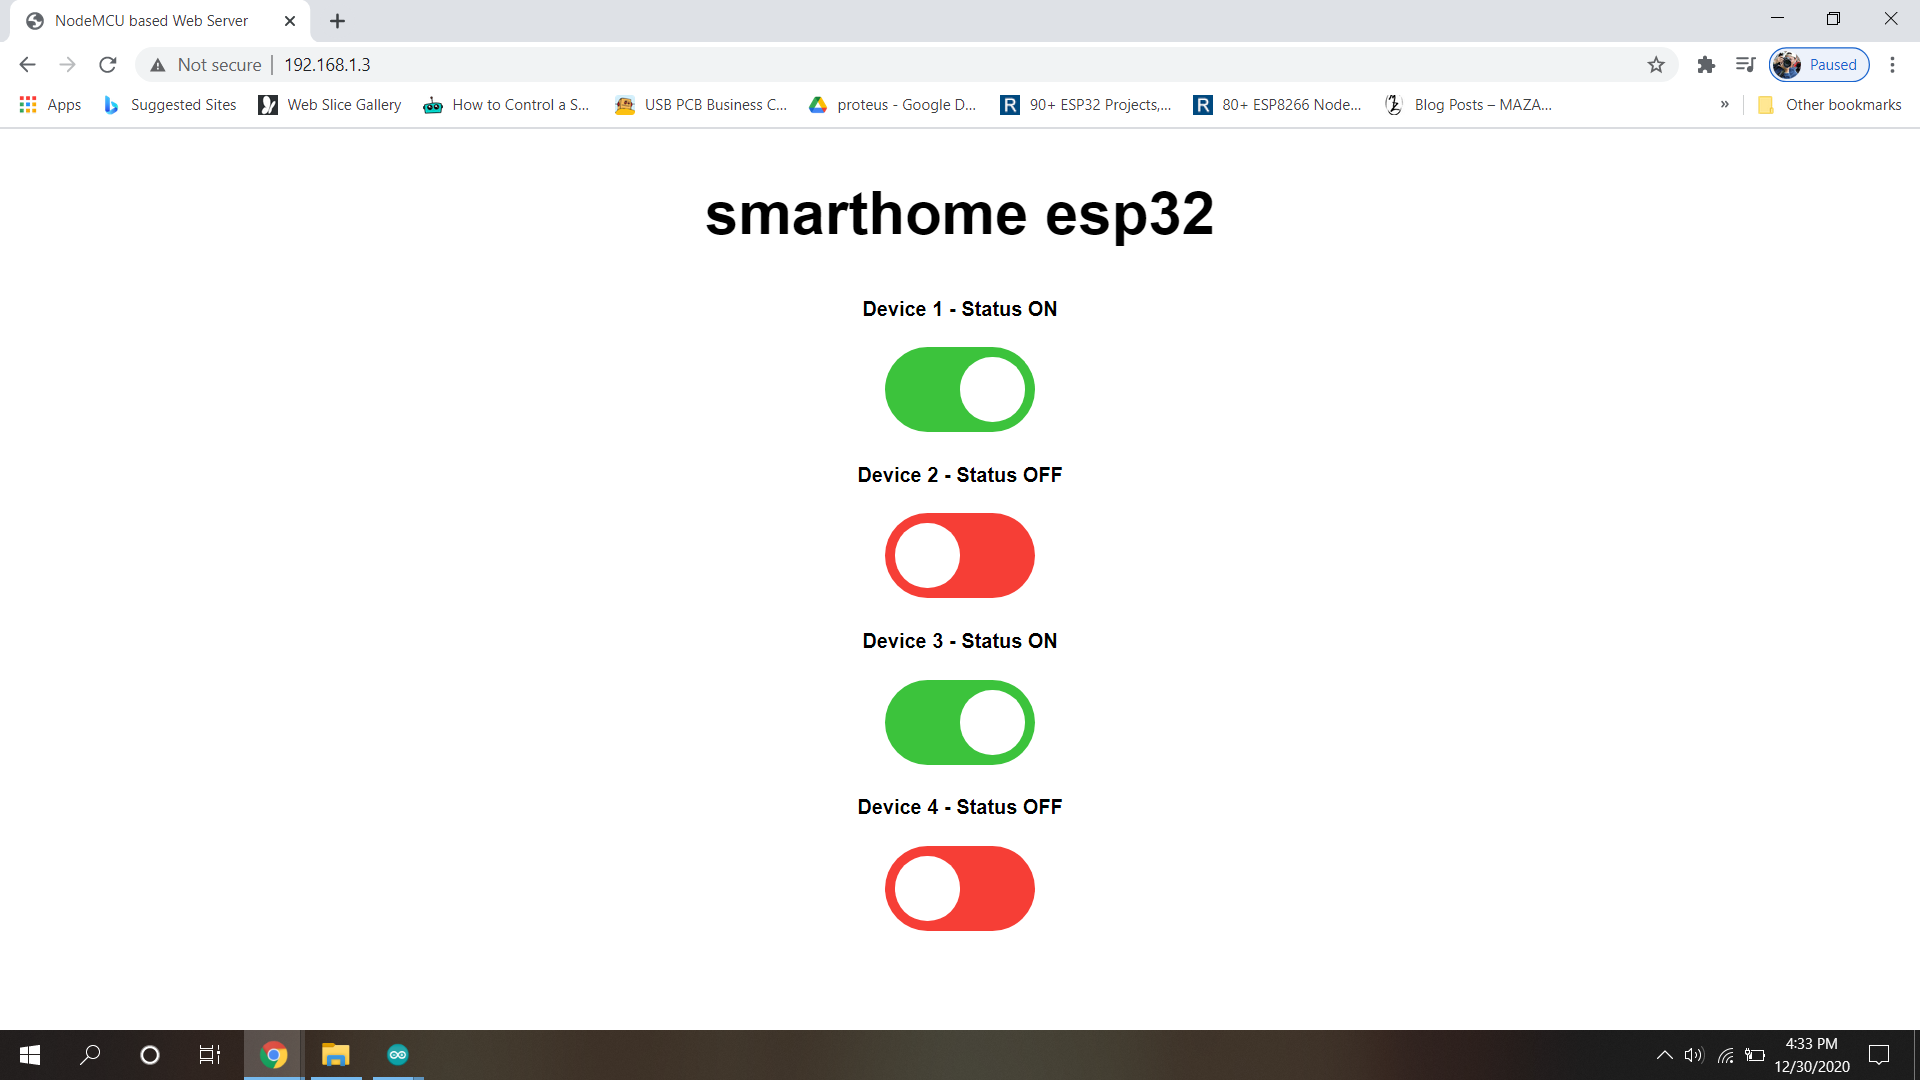 NodeMCU based Web Server
Not secure | 192.168.1.3
Paused
Apps
Suggested Sites
Web Slice Gallery
How to Control a S...
USB PCB Business C...
proteus - Google D...
R 90+ ESP32 Projects,...
R 80+ ESP8266 Node...
Blog Posts – MAZA...
»
Other bookmarks
smarthome esp32
Device 1 - Status ON
Device 2 - Status OFF
Device 3 - Status ON
Device 4 - Status OFF
4:33 PM
12/30/2020